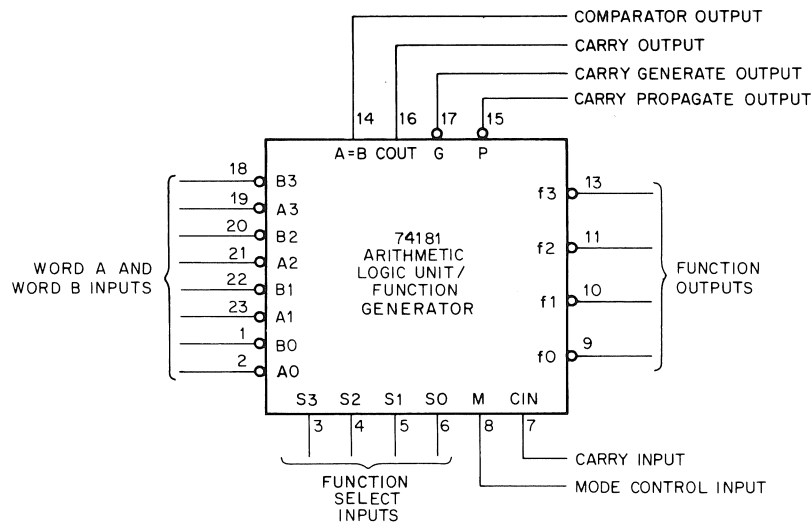 COMPARATOR OUTPUT
CARRY OUTPUT
CARRY GENERATE OUTPUT
CARRY PROPAGATE OUTPUT
14 16 17 15
A=B COUT G P
18 B3
19 A3
20 B2
21 A2
22 B1
23 A1
1 B0
2 A0
WORD A AND
WORD B INPUTS
74181
ARITHMETIC
LOGIC UNIT/
FUNCTION
GENERATOR
f3 13
f2 11
f1 10
f0 9
FUNCTION
OUTPUTS
S3 S2 S1 S0 M CIN
3 4 5 6 8 7
FUNCTION
SELECT
INPUTS
CARRY INPUT
MODE CONTROL INPUT